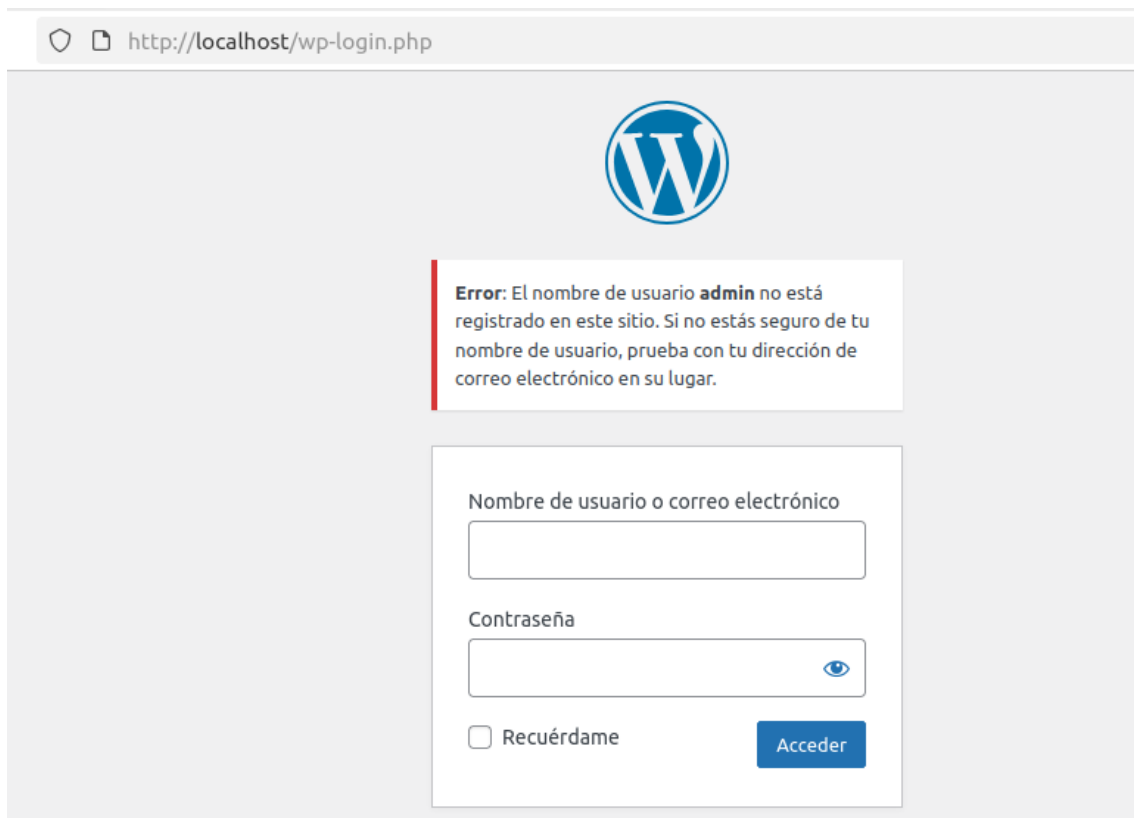 http://localhost/wp-login.php
Error: El nombre de usuario admin no está
registrado en este sitio. Si no estás seguro de tu
nombre de usuario, prueba con tu dirección de
correo electrónico en su lugar.
Nombre de usuario o correo electrónico
Contraseña
Recuérdame
Acceder